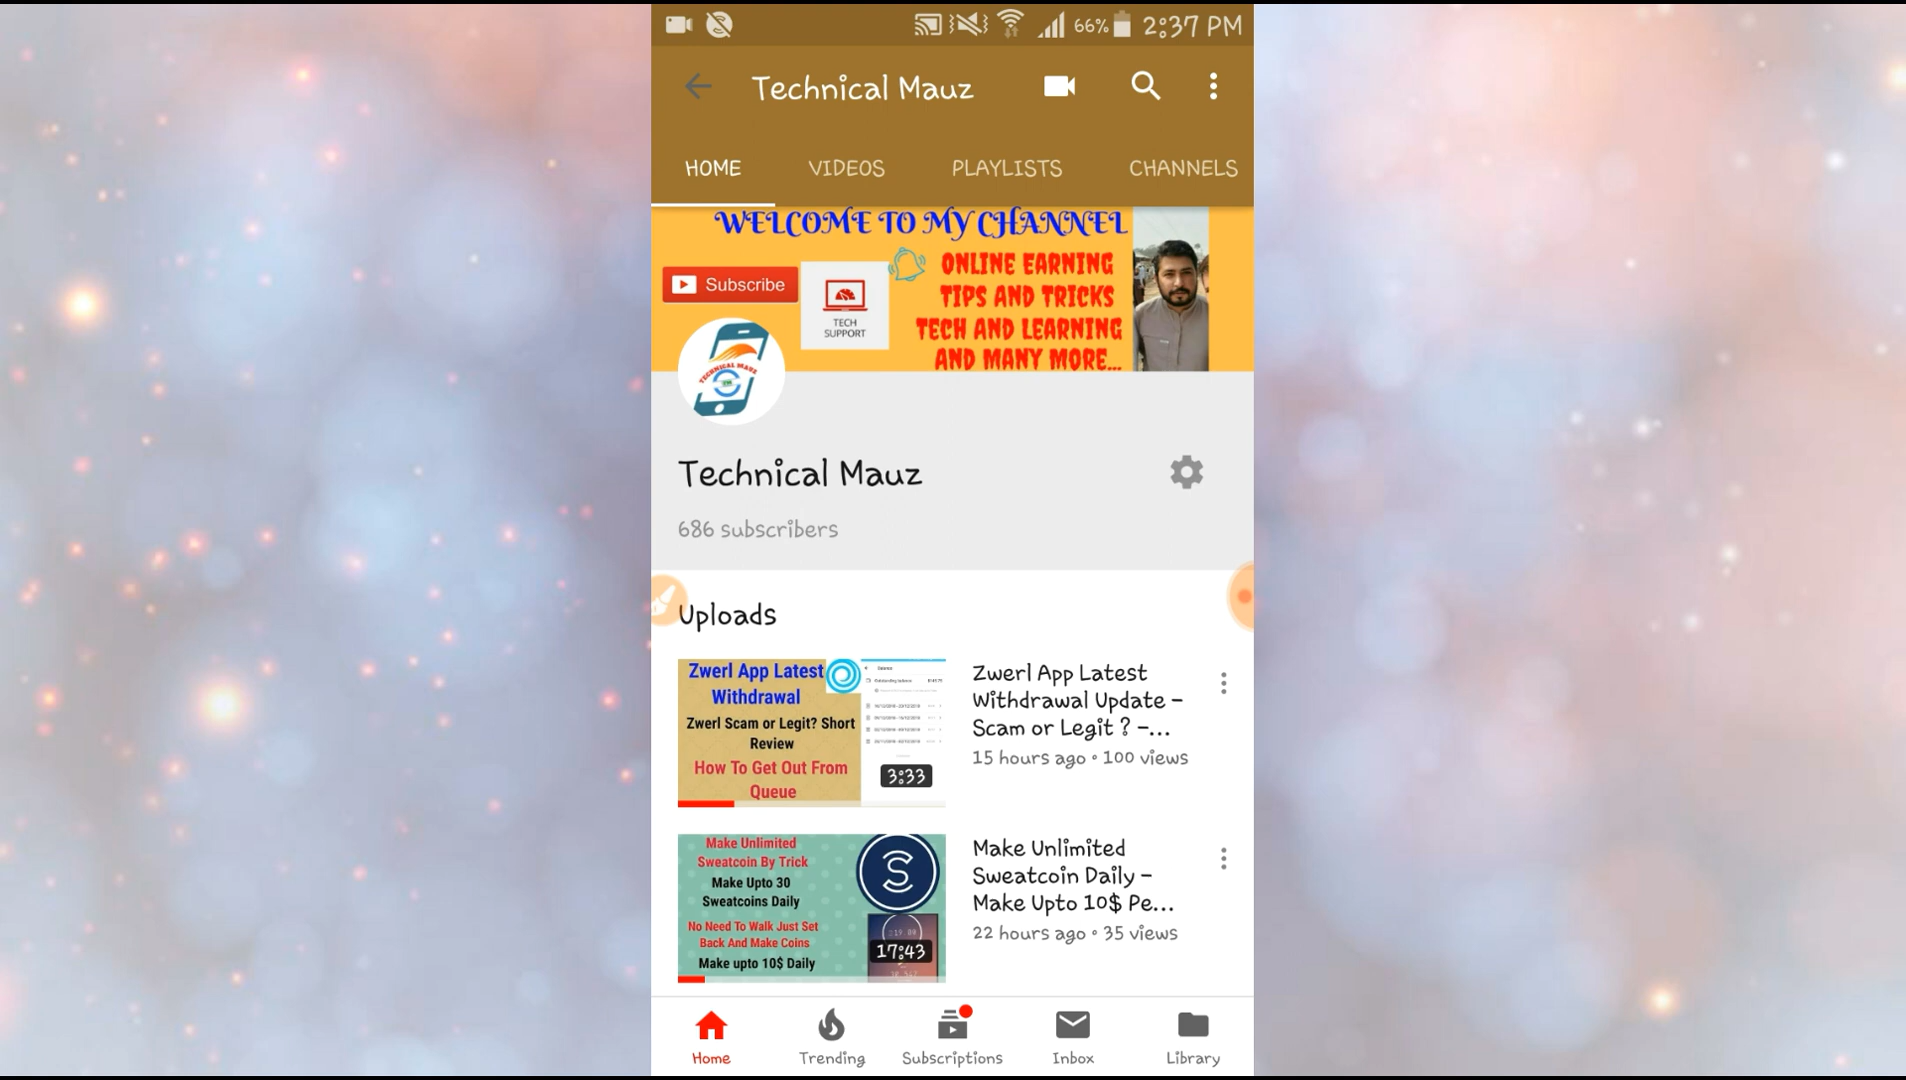 66% 2:37 PM
Technical Mauz
HOME VIDEOS PLAYLISTS CHANNELS
WELCOME TO MY CHANNEL
Subscribe
TECH
SUPPORT
ONLINE EARNING
TIPS AND TRICKS
TECH AND LEARNING
AND MANY MORE...
TECHNICAL MAUZ
Technical Mauz
686 subscribers
Uploads
Zwerl App Latest
Withdrawal
Zwerl Scam or Legit? Short
Review
How To Get Out From
Queue
3:33
Zwerl App Latest
Withdrawal Update -
Scam or Legit ? -...
15 hours ago • 100 views
Make Unlimited
Sweatcoin By Trick
Make Upto 30
Sweatcoins Daily
No Need To Walk Just Set
Back And Make Coins
Make upto 10$ Daily
S
17:43
Make Unlimited
Sweatcoin Daily -
Make Upto 10$ Pe...
22 hours ago • 35 views
Home Trending Subscriptions Inbox Library